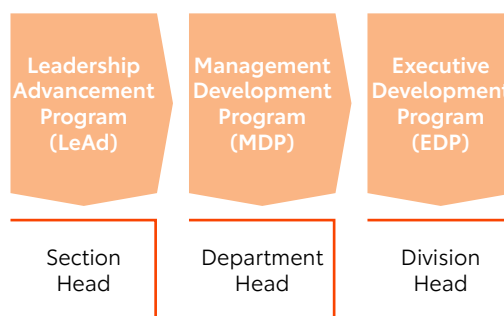 Leadership
Advancement
Program
(LeAd)
Management
Development
Program
(MDP)
Executive
Development
Program
(EDP)
Section
Head
Department
Head
Division
Head